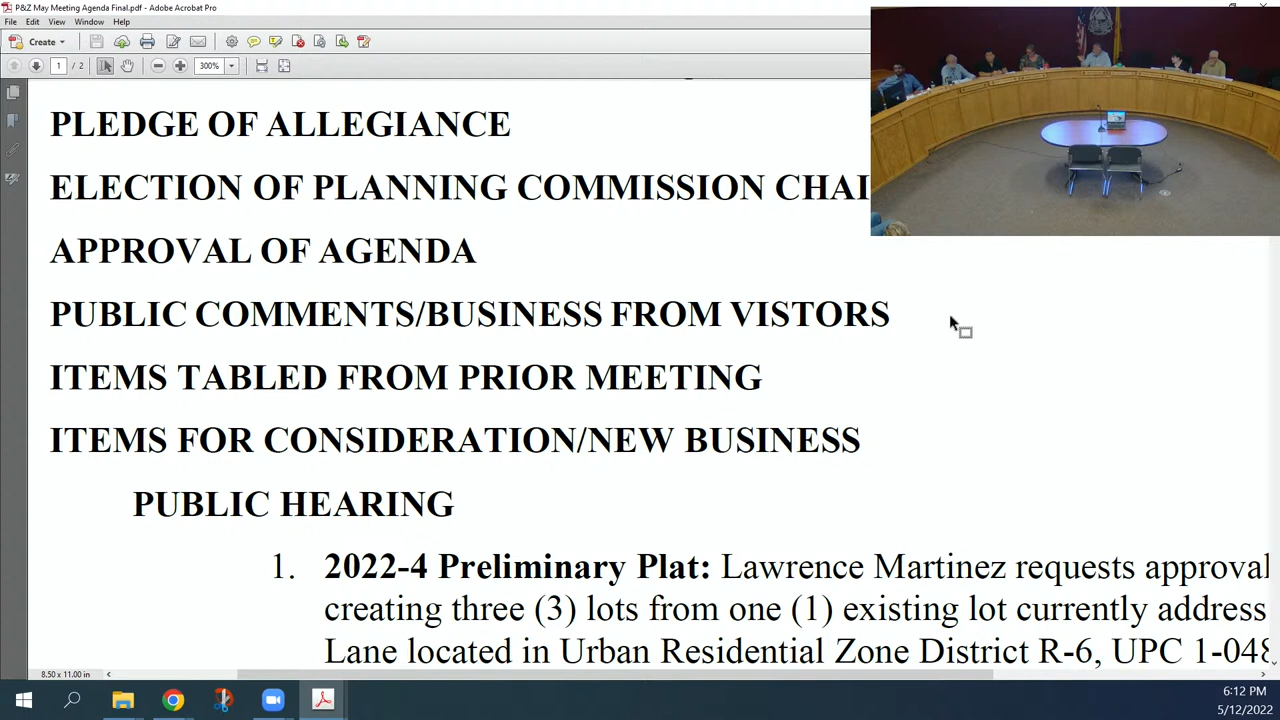 P&Z May Meeting Agenda Final.pdf - Adobe Acrobat Pro
File Edit View Window Help
Create
1 / 2 300%
PLEDGE OF ALLEGIANCE
ELECTION OF PLANNING COMMISSION CHAI
APPROVAL OF AGENDA
PUBLIC COMMENTS/BUSINESS FROM VISTORS
ITEMS TABLED FROM PRIOR MEETING
ITEMS FOR CONSIDERATION/NEW BUSINESS
PUBLIC HEARING
1. 2022-4 Preliminary Plat: Lawrence Martinez requests approval
creating three (3) lots from one (1) existing lot currently address
Lane located in Urban Residential Zone District R-6, UPC 1-048
8.50 x 11.00 in
6:12 PM
5/12/2022